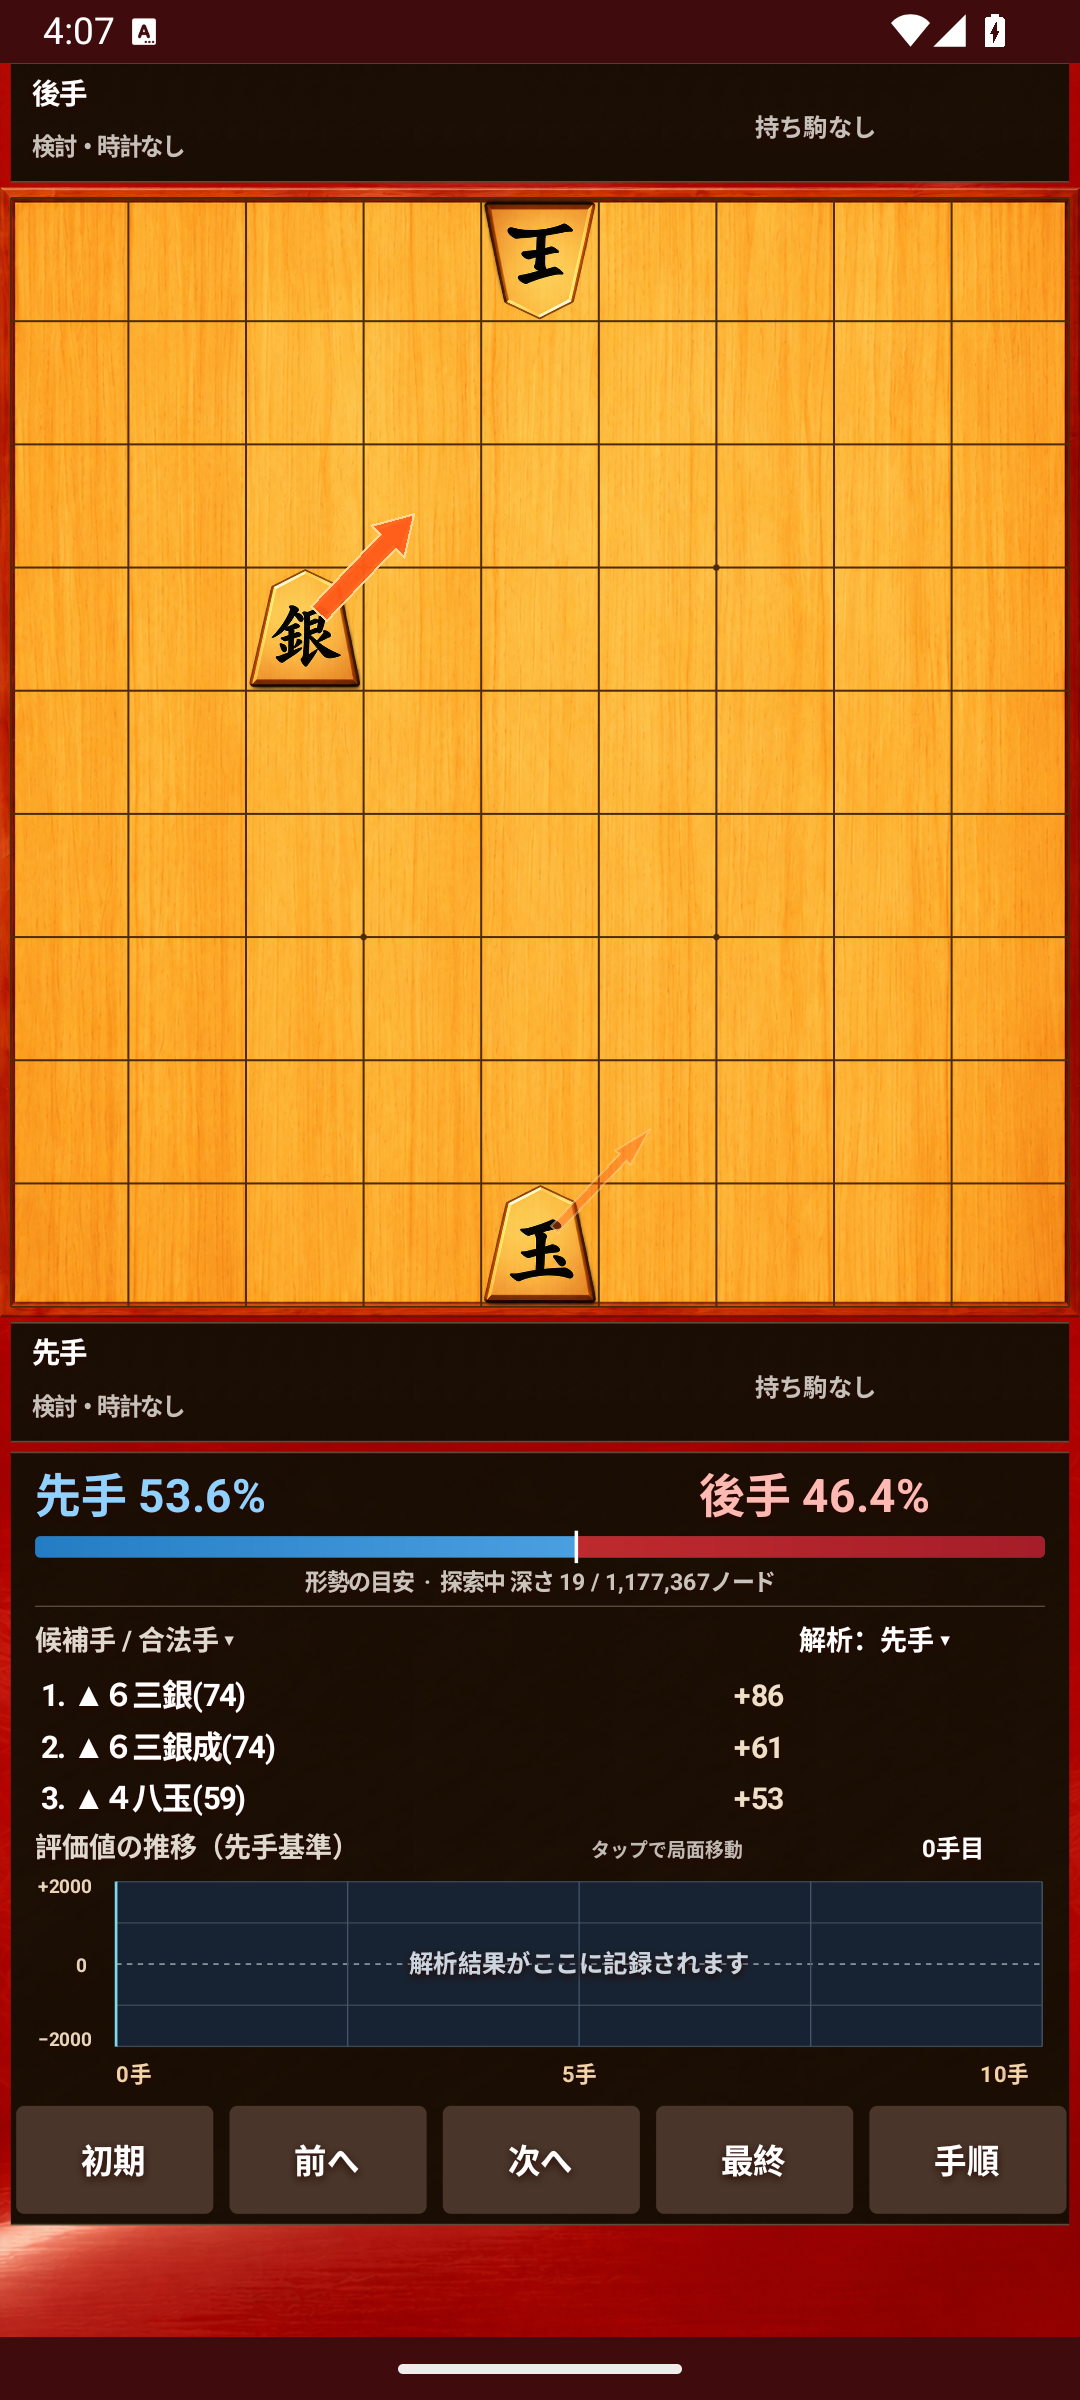 4:07 A
後手
検討・時計なし
持ち駒なし
王
銀
玉
先手
検討・時計なし
持ち駒なし
先手 53.6% 後手 46.4%
形勢の目安 · 探索中 深さ 19 / 1,177,367ノード
候補手 / 合法手 ▾ 解析：先手 ▾
1. ▲６三銀(74) +86
2. ▲６三銀成(74) +61
3. ▲４八玉(59) +53
評価値の推移（先手基準） タップで局面移動 0手目
+2000
0
−2000
解析結果がここに記録されます
0手 5手 10手
初期 前へ 次へ 最終 手順